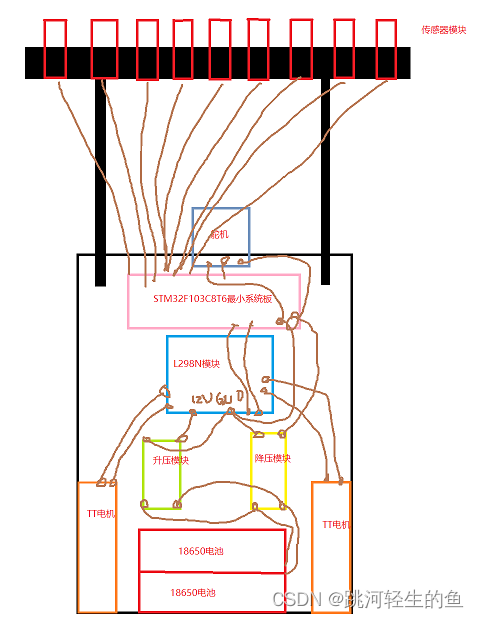 传感器模块
舵机
STM32F103C8T6最小系统板
L298N模块
12V GND
升压模块
降压模块
TT电机
TT电机
18650电池
18650电池
CSDN @跳河轻生的鱼